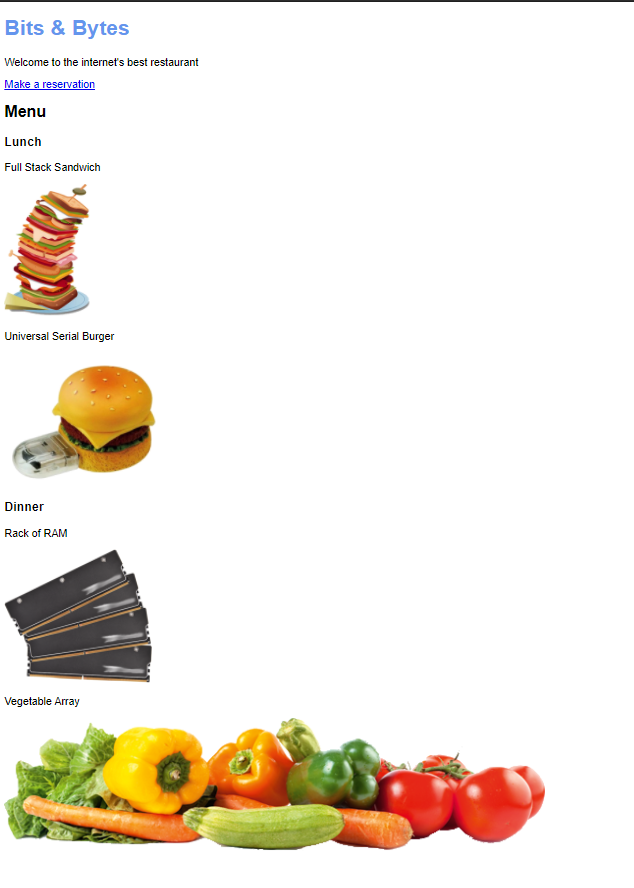 Bits & Bytes
Welcome to the internet's best restaurant
Make a reservation
Menu
Lunch
Full Stack Sandwich
Universal Serial Burger
Dinner
Rack of RAM
Vegetable Array